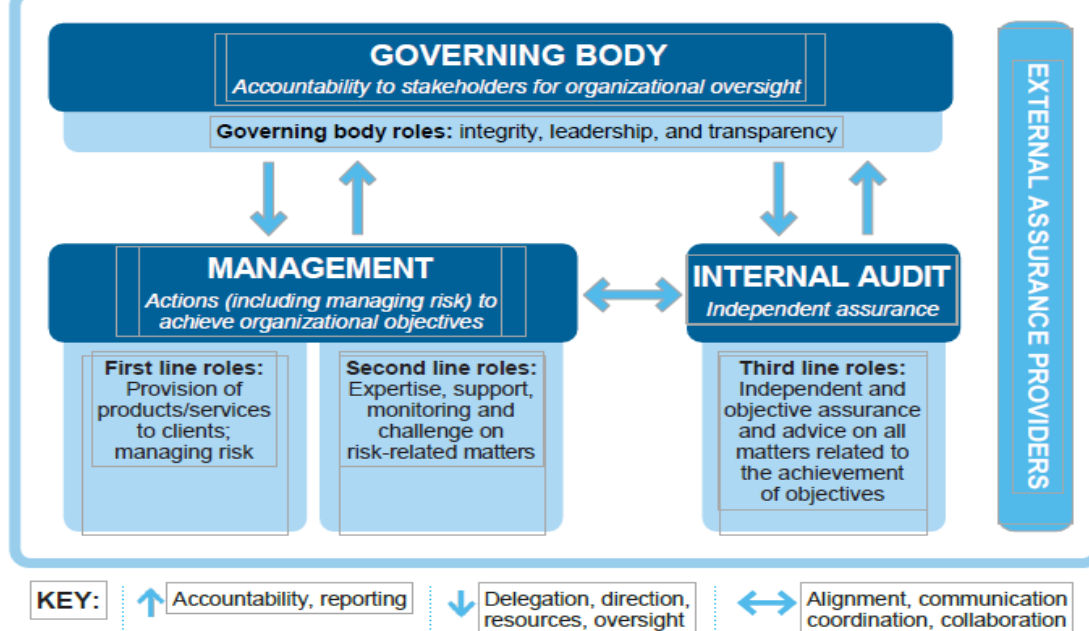 GOVERNING BODY
Accountability to stakeholders for organizational oversight
Governing body roles: integrity, leadership, and transparency
MANAGEMENT
Actions (including managing risk) to
achieve organizational objectives
INTERNAL AUDIT
Independent assurance
First line roles:
Provision of
products/services
to clients;
managing risk
Second line roles:
Expertise, support,
monitoring and
challenge on
risk-related matters
Third line roles:
Independent and
objective assurance
and advice on all
matters related to
the achievement
of objectives
EXTERNAL ASSURANCE PROVIDERS
KEY:
Accountability, reporting
Delegation, direction,
resources, oversight
Alignment, communication
coordination, collaboration